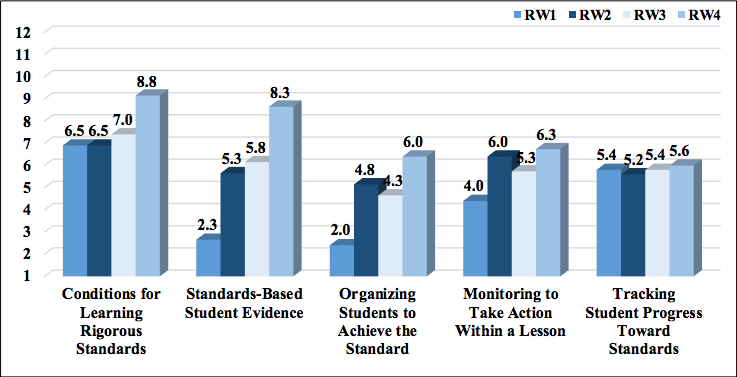 RW1 RW2 RW3 RW4
12
11
10
9
8
7
6
5
4
3
2
1
6.5 6.5 7.0 8.8
2.3 5.3 5.8 8.3
2.0 4.8 4.3 6.0
4.0 6.0 5.3 6.3
5.4 5.2 5.4 5.6
Conditions for
Learning
Rigorous
Standards
Standards-Based
Student Evidence
Organizing
Students to
Achieve the
Standard
Monitoring to
Take Action
Within a Lesson
Tracking
Student Progress
Toward
Standards